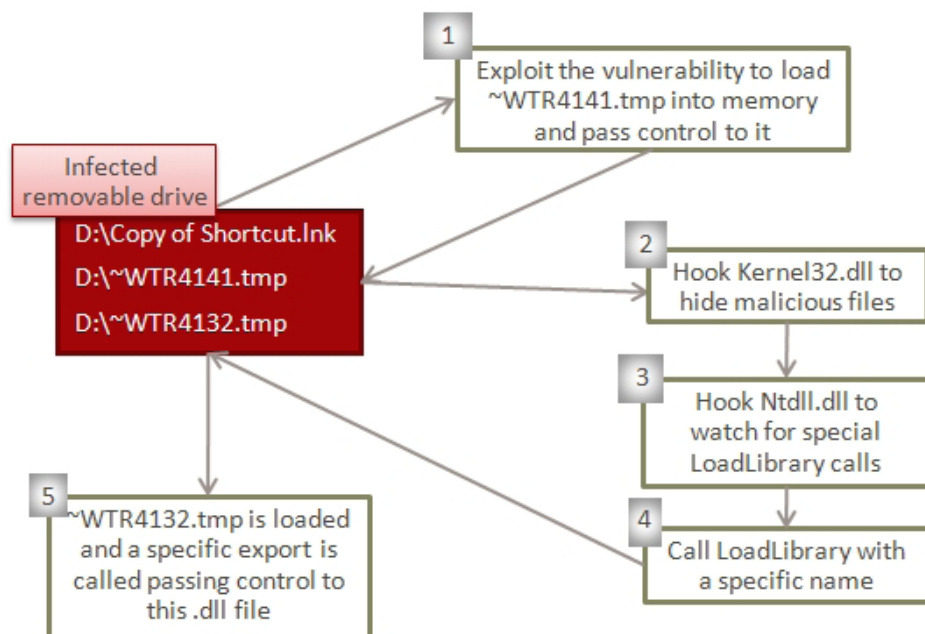 1
Exploit the vulnerability to load
~WTR4141.tmp into memory
and pass control to it
Infected
removable drive
D:\Copy of Shortcut.lnk
D:\~WTR4141.tmp
D:\~WTR4132.tmp
2
Hook Kernel32.dll to
hide malicious files
3
Hook Ntdll.dll to
watch for special
LoadLibrary calls
4
Call LoadLibrary with
a specific name
5
~WTR4132.tmp is loaded
and a specific export is
called passing control to
this .dll file